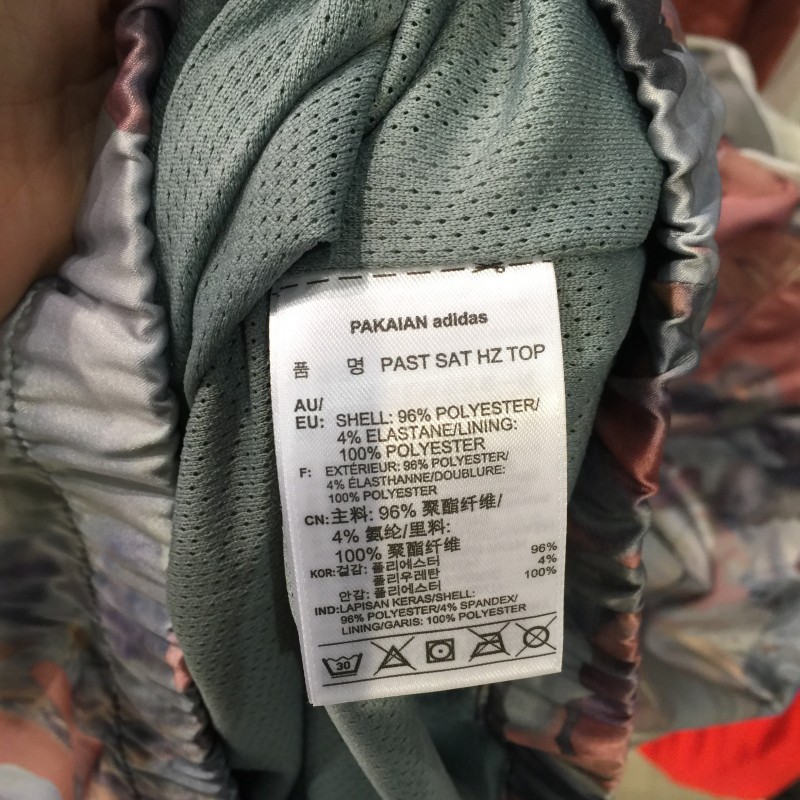 PAKAIAN adidas
품 명 PAST SAT HZ TOP
AU/
EU: SHELL: 96% POLYESTER/
4% ELASTANE/LINING:
100% POLYESTER
F: EXTÉRIEUR: 96% POLYESTER/
4% ÉLASTHANNE/DOUBLURE:
100% POLYESTER
CN: 主料: 96% 聚酯纤维/
4% 氨纶/里料:
100% 聚酯纤维
KOR: 겉감: 폴리에스터 96%
폴리우레탄 4%
안감: 폴리에스터 100%
IND: LAPISAN KERAS/SHELL:
96% POLYESTER/4% SPANDEX/
LINING/GARIS: 100% POLYESTER
30